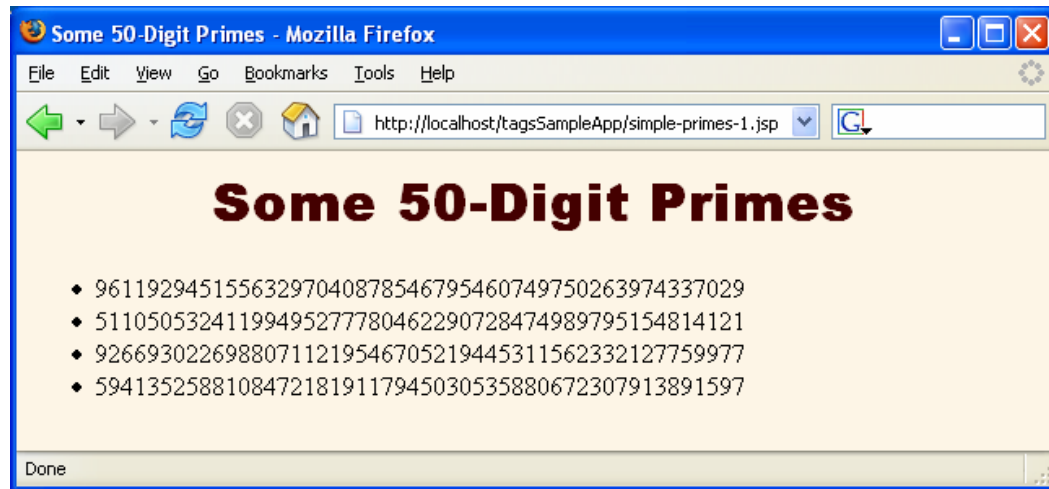 Some 50-Digit Primes - Mozilla Firefox
File Edit View Go Bookmarks Tools Help
http://localhost/tagsSampleApp/simple-primes-1.jsp G
Some 50-Digit Primes
• 96119294515563297040878546795460749750263974337029
• 51105053241199495277780462290728474989795154814121
• 92669302269880711219546705219445311562332127759977
• 59413525881084721819117945030535880672307913891597
Done